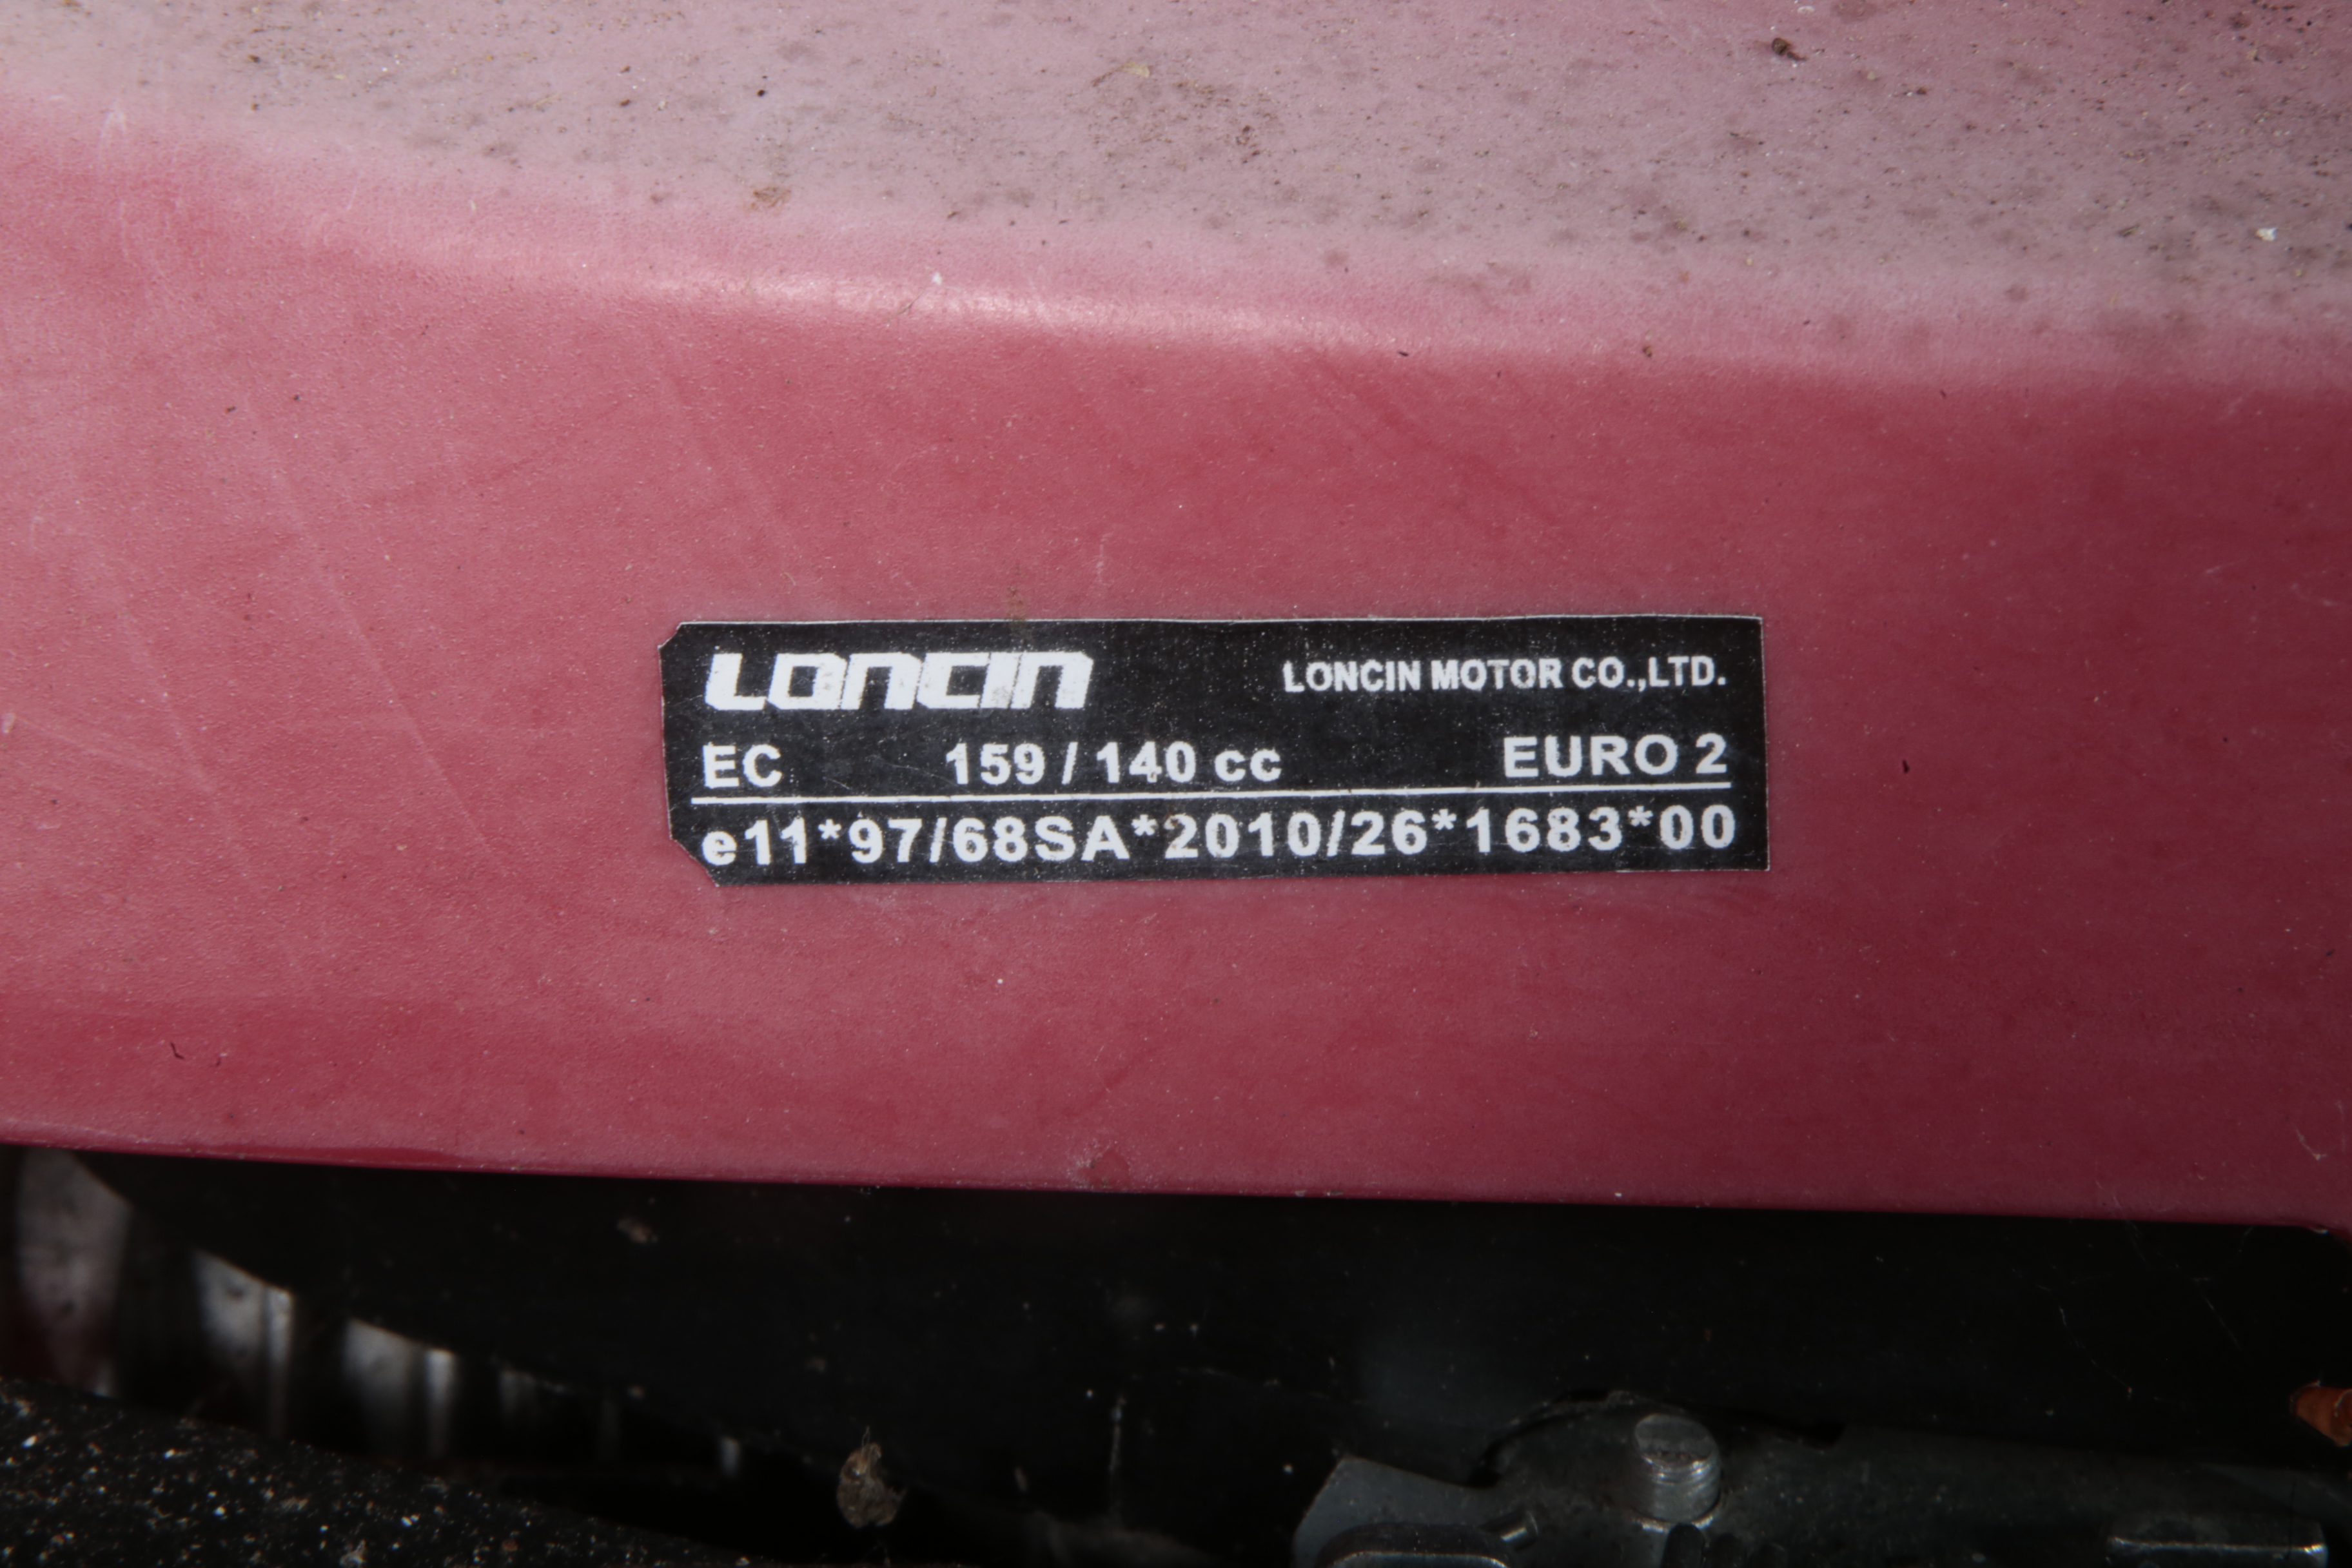 LONCIN LONCIN MOTOR CO.,LTD.
EC 159 / 140 cc EURO 2
e11*97/68SA*2010/26*1683*00